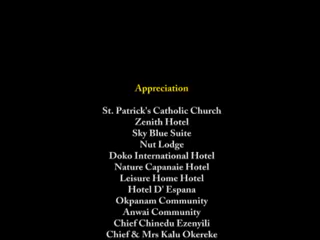 Appreciation
St. Patrick's Catholic Church
Zenith Hotel
Sky Blue Suite
Nut Lodge
Doko International Hotel
Nature Capanaie Hotel
Leisure Home Hotel
Hotel D' Espana
Okpanam Community
Anwai Community
Chief Chinedu Ezenyili
Chief & Mrs Kalu Okereke